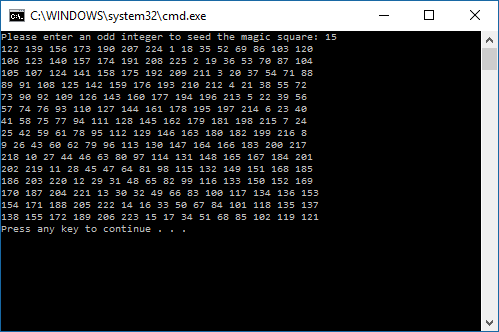 C:\WINDOWS\system32\cmd.exe
Please enter an odd integer to seed the magic square: 15
122 139 156 173 190 207 224 1 18 35 52 69 86 103 120
106 123 140 157 174 191 208 225 2 19 36 53 70 87 104
105 107 124 141 158 175 192 209 211 3 20 37 54 71 88
89 91 108 125 142 159 176 193 210 212 4 21 38 55 72
73 90 92 109 126 143 160 177 194 196 213 5 22 39 56
57 74 76 93 110 127 144 161 178 195 197 214 6 23 40
41 58 75 77 94 111 128 145 162 179 181 198 215 7 24
25 42 59 61 78 95 112 129 146 163 180 182 199 216 8
9 26 43 60 62 79 96 113 130 147 164 166 183 200 217
218 10 27 44 46 63 80 97 114 131 148 165 167 184 201
202 219 11 28 45 47 64 81 98 115 132 149 151 168 185
186 203 220 12 29 31 48 65 82 99 116 133 150 152 169
170 187 204 221 13 30 32 49 66 83 100 117 134 136 153
154 171 188 205 222 14 16 33 50 67 84 101 118 135 137
138 155 172 189 206 223 15 17 34 51 68 85 102 119 121
Press any key to continue . . .